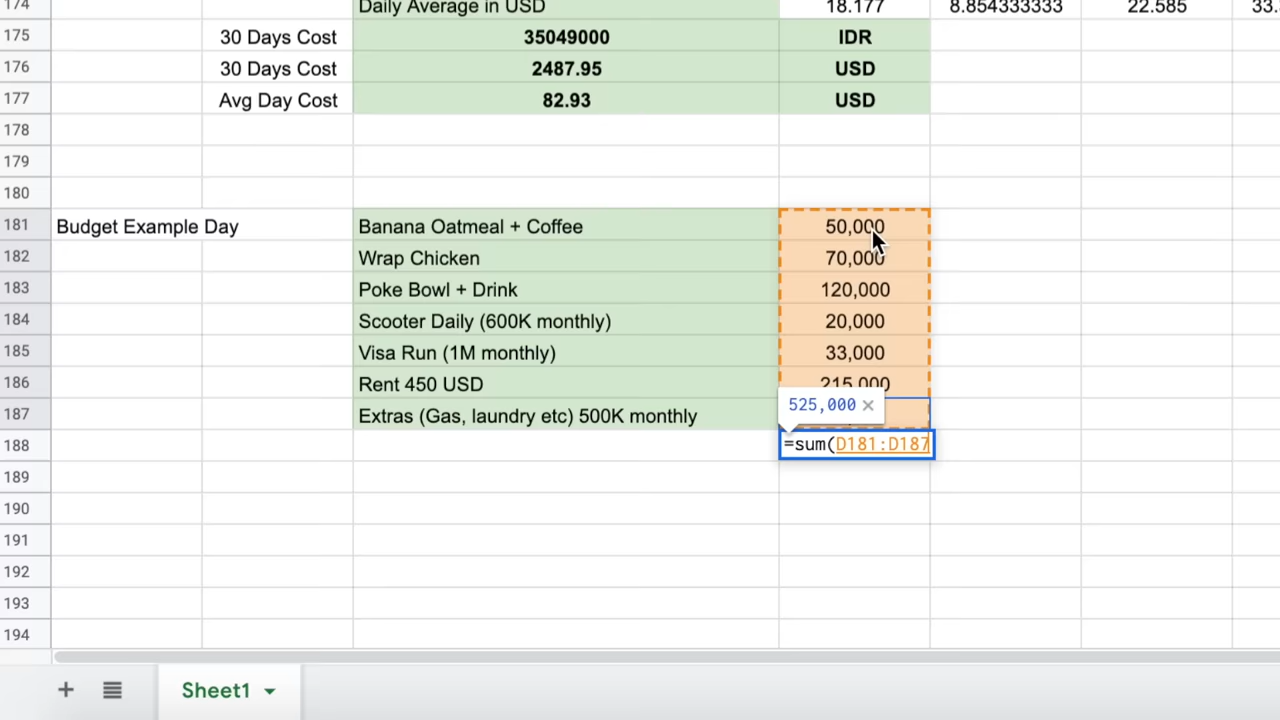 174 Daily Average in USD 18.177 8.854333333 22.585 33.
175 30 Days Cost 35049000 IDR
176 30 Days Cost 2487.95 USD
177 Avg Day Cost 82.93 USD
178
179
180
181 Budget Example Day Banana Oatmeal + Coffee 50,000
182 Wrap Chicken 70,000
183 Poke Bowl + Drink 120,000
184 Scooter Daily (600K monthly) 20,000
185 Visa Run (1M monthly) 33,000
186 Rent 450 USD 215,000
525,000 ×
187 Extras (Gas, laundry etc) 500K monthly
188 =sum(D181:D187
189
190
191
192
193
194
Sheet1